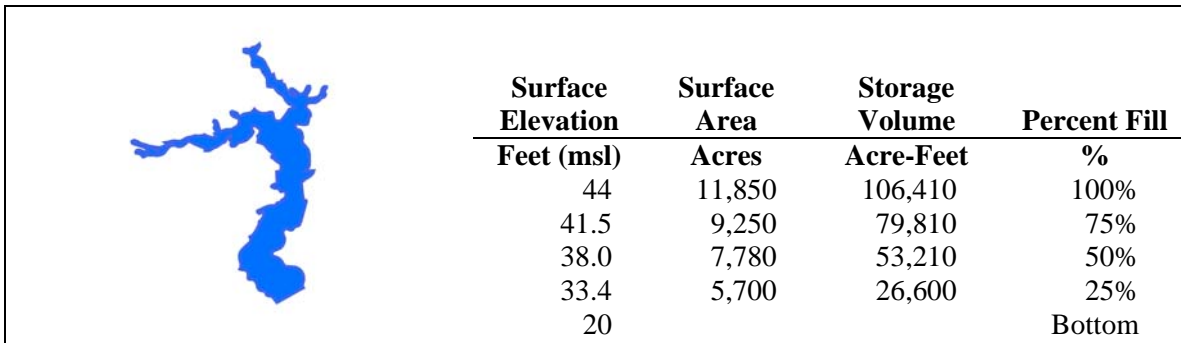 Surface Surface Storage
Elevation Area Volume Percent Fill
Feet (msl) Acres Acre-Feet %
44 11,850 106,410 100%
41.5 9,250 79,810 75%
38.0 7,780 53,210 50%
33.4 5,700 26,600 25%
20 Bottom